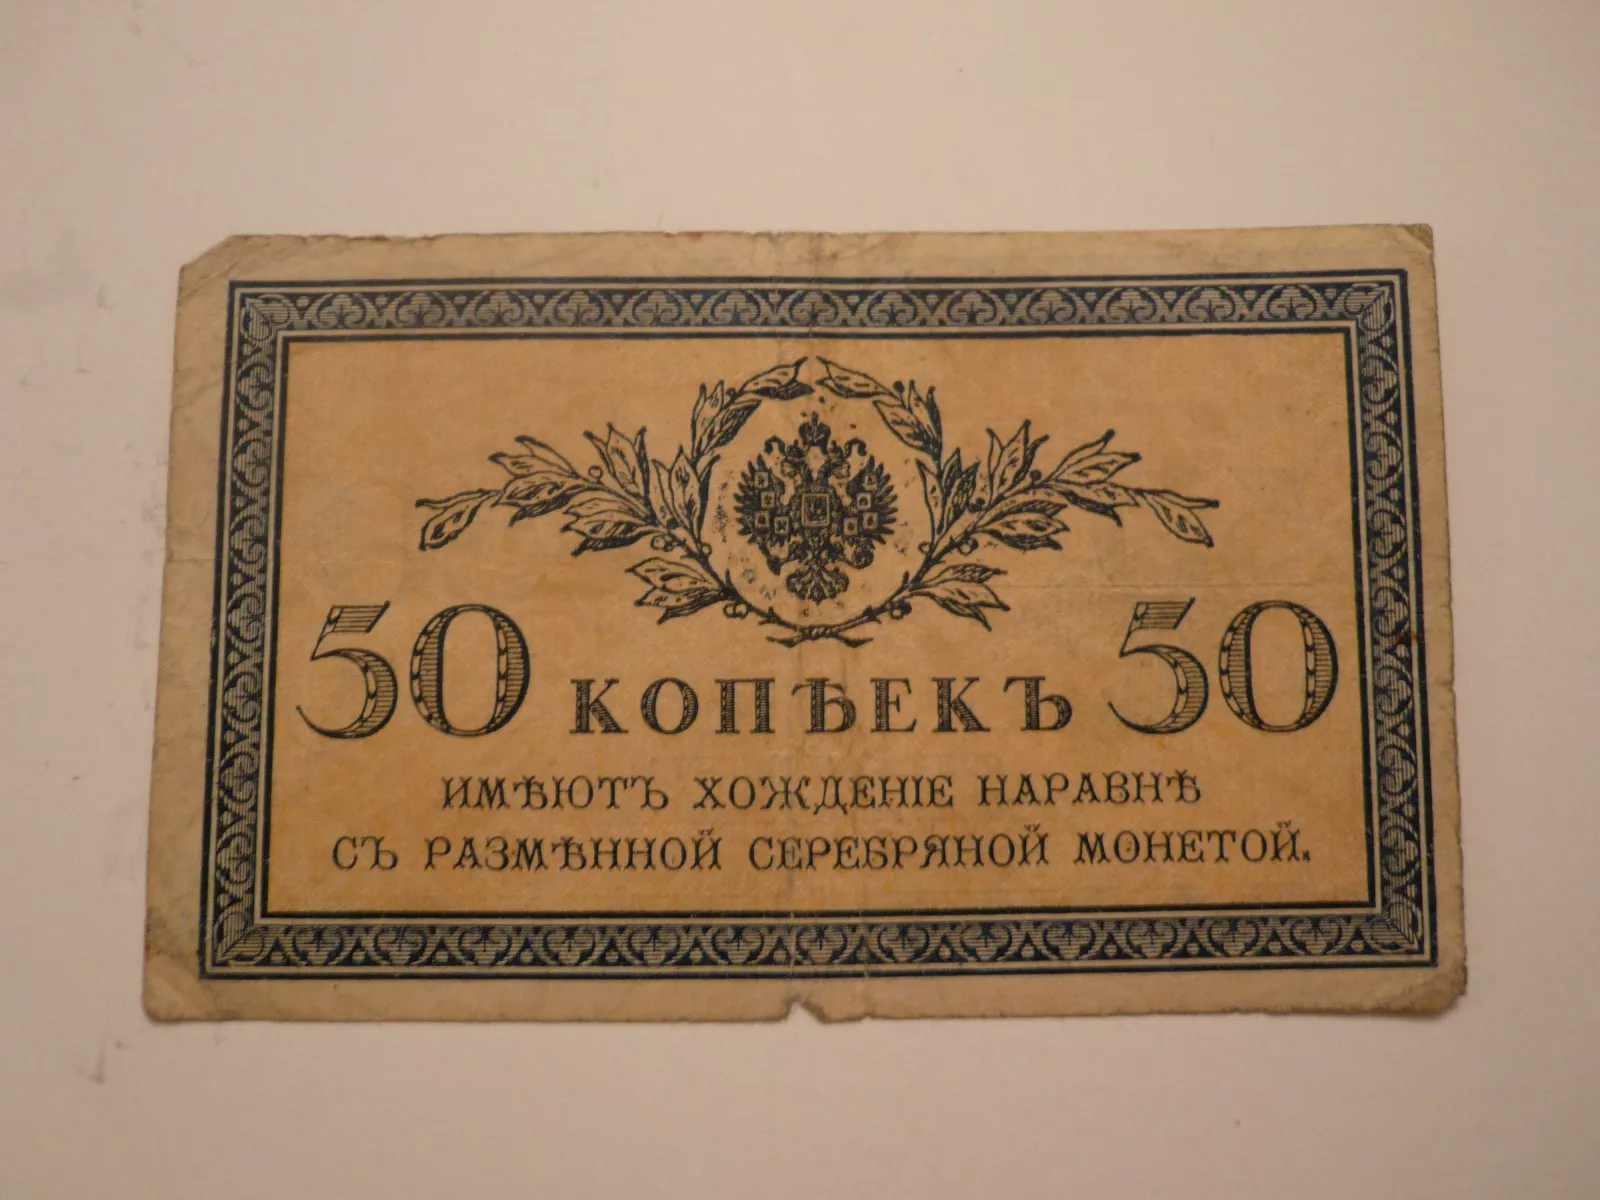 50 КОПѢЕКЪ 50
ИМѢЮТЪ ХОЖДЕНІЕ НАРАВНѢ
СЪ РАЗМѢННОЙ СЕРЕБРЯНОЙ МОНЕТОЙ.